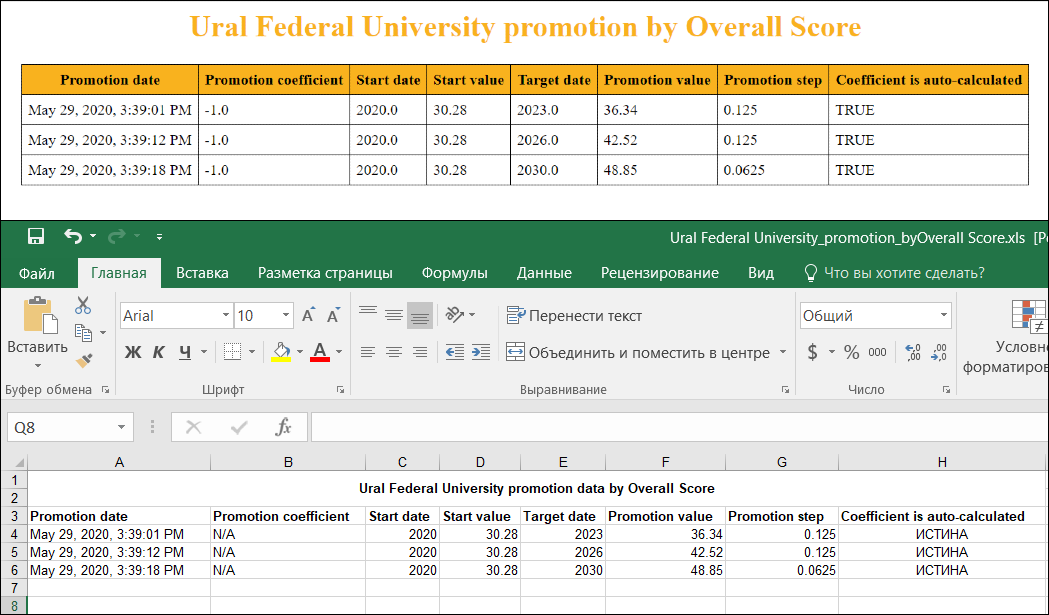 Ural Federal University promotion by Overall Score
Promotion date Promotion coefficient Start date Start value Target date Promotion value Promotion step Coefficient is auto-calculated
May 29, 2020, 3:39:01 PM -1.0 2020.0 30.28 2023.0 36.34 0.125 TRUE
May 29, 2020, 3:39:12 PM -1.0 2020.0 30.28 2026.0 42.52 0.125 TRUE
May 29, 2020, 3:39:18 PM -1.0 2020.0 30.28 2030.0 48.85 0.0625 TRUE
Ural Federal University_promotion_byOverall Score.xls [Р
Файл Главная Вставка Разметка страницы Формулы Данные Рецензирование Вид Что вы хотите сделать?
Arial 10 Перенести текст Общий
Вставить Ж К Ч А Объединить и поместить в центре $ % 000 Условн
форматиров
Буфер обмена Шрифт Выравнивание Число
Q8 fx
A B C D E F G H
1
2 Ural Federal University promotion data by Overall Score
3 Promotion date Promotion coefficient Start date Start value Target date Promotion value Promotion step Coefficient is auto-calculated
4 May 29, 2020, 3:39:01 PM N/A 2020 30.28 2023 36.34 0.125 ИСТИНА
5 May 29, 2020, 3:39:12 PM N/A 2020 30.28 2026 42.52 0.125 ИСТИНА
6 May 29, 2020, 3:39:18 PM N/A 2020 30.28 2030 48.85 0.0625 ИСТИНА
7
8